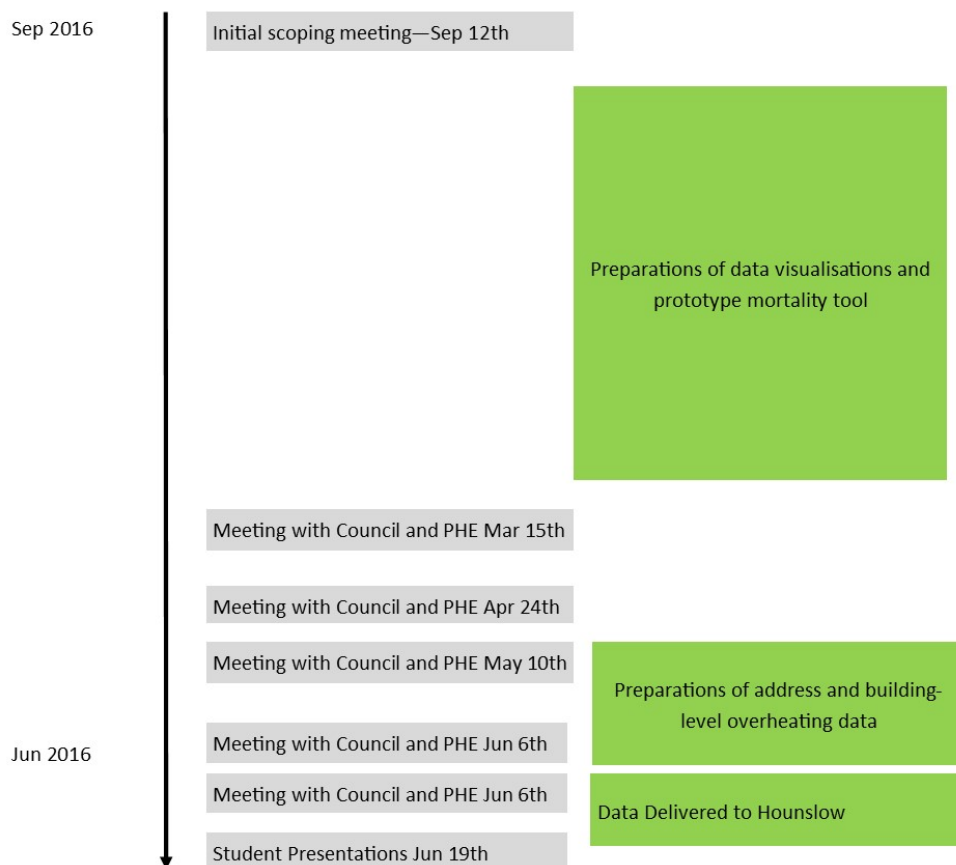 Sep 2016
Initial scoping meeting—Sep 12th
Preparations of data visualisations and
prototype mortality tool
Meeting with Council and PHE Mar 15th
Meeting with Council and PHE Apr 24th
Meeting with Council and PHE May 10th
Preparations of address and building-
level overheating data
Jun 2016
Meeting with Council and PHE Jun 6th
Meeting with Council and PHE Jun 6th
Data Delivered to Hounslow
Student Presentations Jun 19th